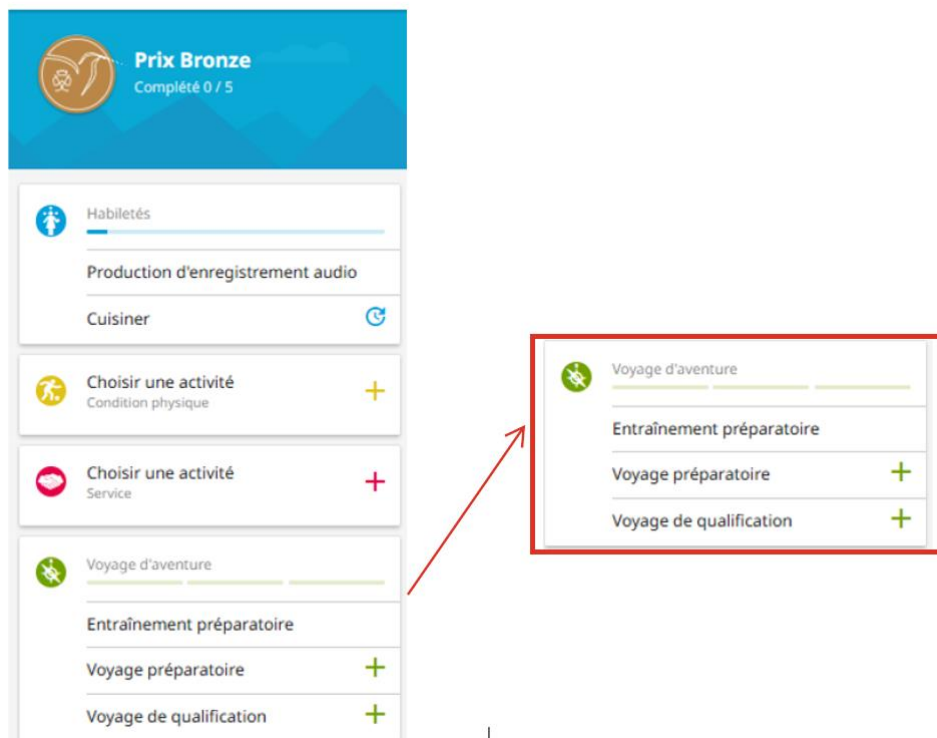 Prix Bronze
Complété 0 / 5
Habiletés
Production d'enregistrement audio
Cuisiner
Choisir une activité
Condition physique
Choisir une activité
Service
Voyage d'aventure
Entraînement préparatoire
Voyage préparatoire
Voyage de qualification
Voyage d'aventure
Entraînement préparatoire
Voyage préparatoire
Voyage de qualification